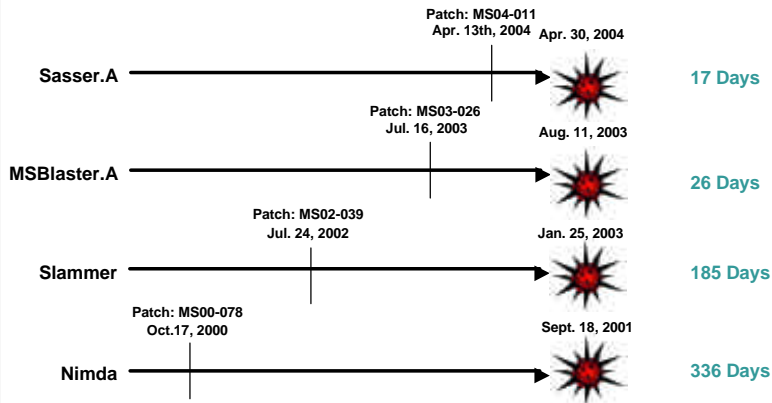 Patch: MS04-011
Apr. 13th, 2004
Apr. 30, 2004
Sasser.A
17 Days
Patch: MS03-026
Jul. 16, 2003
Aug. 11, 2003
MSBlaster.A
26 Days
Patch: MS02-039
Jul. 24, 2002
Jan. 25, 2003
Slammer
185 Days
Patch: MS00-078
Oct.17, 2000
Sept. 18, 2001
Nimda
336 Days